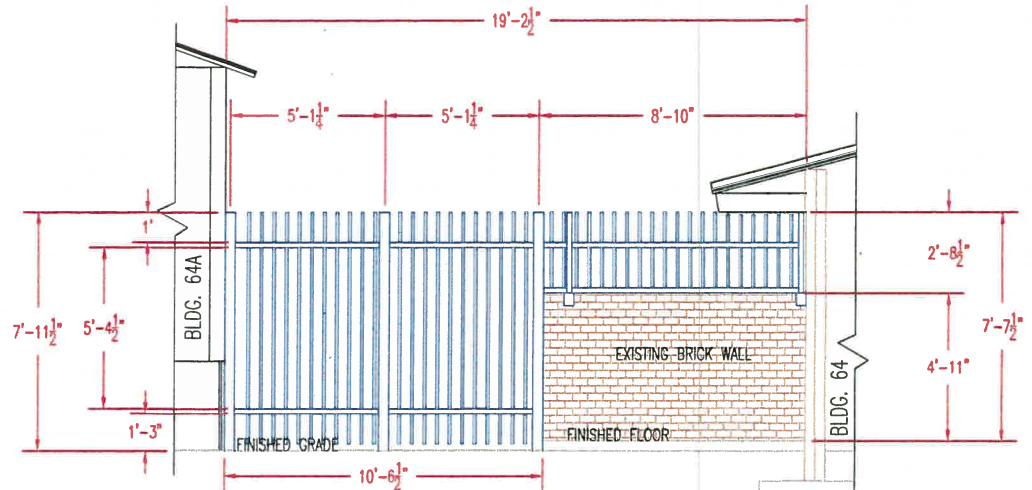 19'-2½"
5'-1¼"
5'-1¼"
8'-10"
1'
2'-8½"
BLDG. 64A
7'-11½"
5'-4½"
7'-7½"
EXISTING BRICK WALL
4'-11"
BLDG. 64
1'-3"
FINISHED GRADE
FINISHED FLOOR
10'-6½"